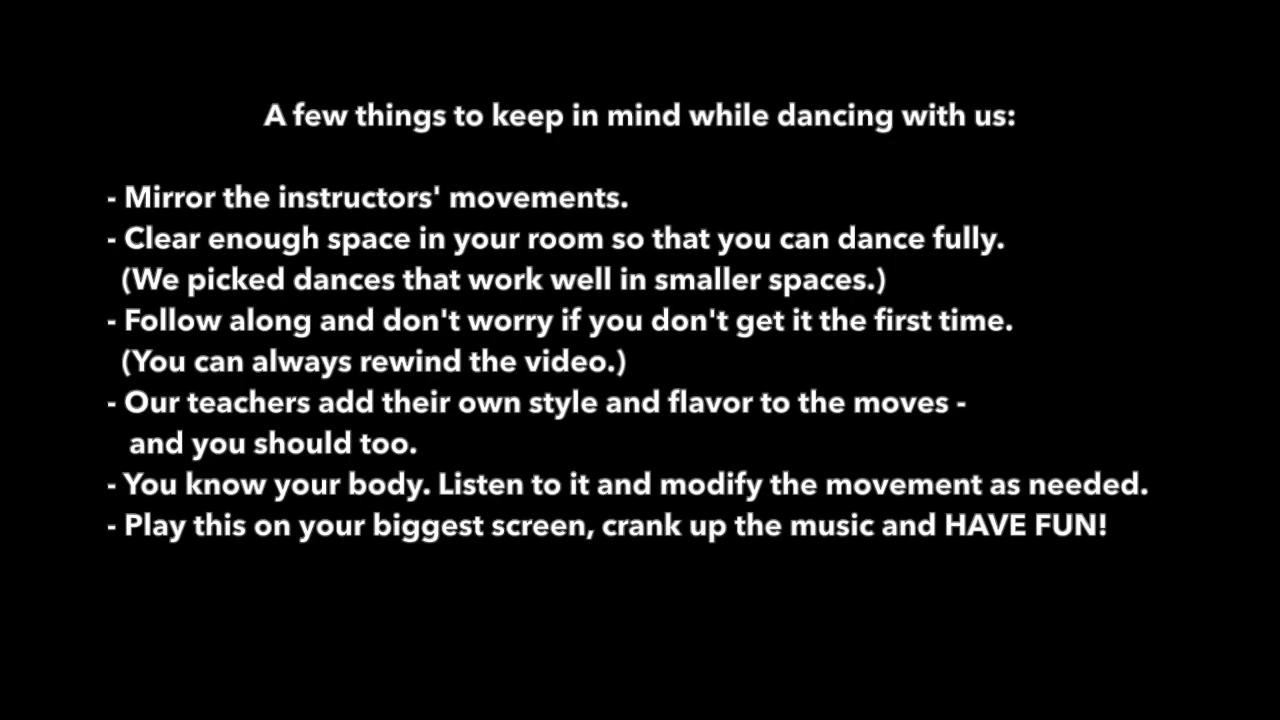 A few things to keep in mind while dancing with us:
- Mirror the instructors' movements.
- Clear enough space in your room so that you can dance fully.
(We picked dances that work well in smaller spaces.)
- Follow along and don't worry if you don't get it the first time.
(You can always rewind the video.)
- Our teachers add their own style and flavor to the moves -
and you should too.
- You know your body. Listen to it and modify the movement as needed.
- Play this on your biggest screen, crank up the music and HAVE FUN!